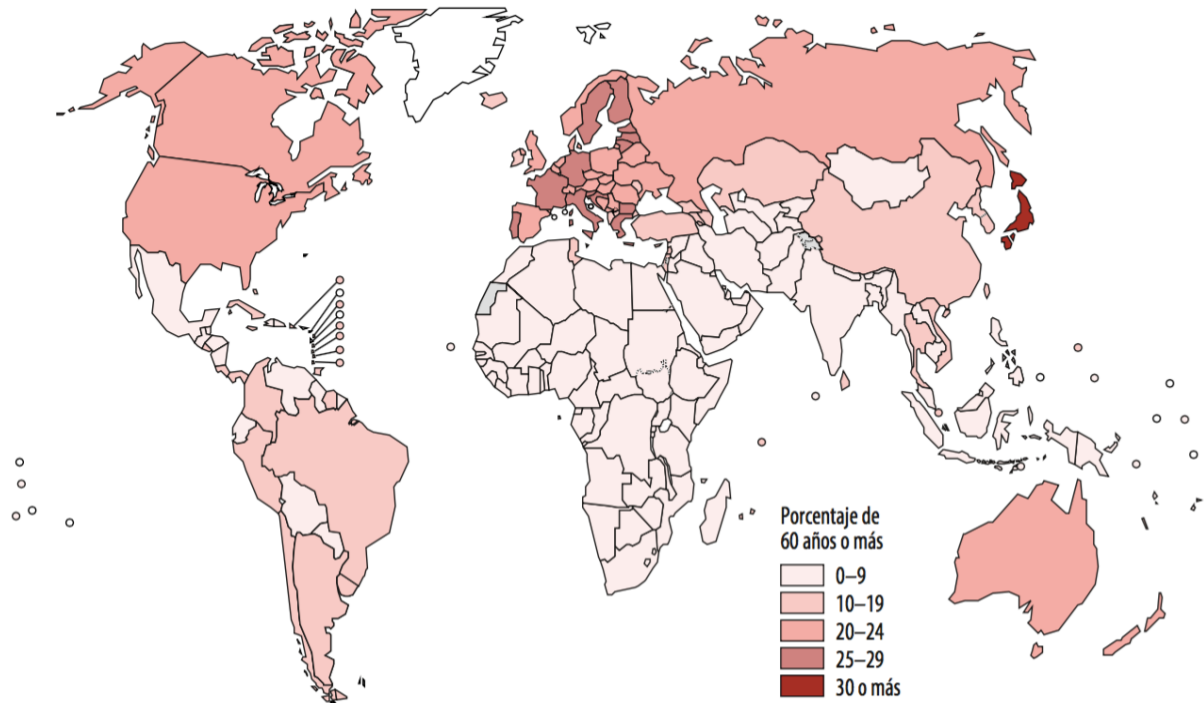 Porcentaje de
60 años o más
0–9
10–19
20–24
25–29
30 o más